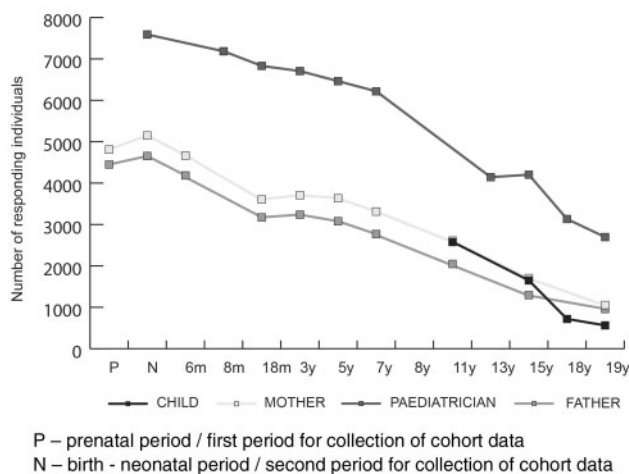 8000
7000
6000
5000
4000
3000
2000
1000
0
Number of responding individuals
P N 6m 8m 18m 3y 5y 7y 8y 11y 13y 15y 18y 19y
CHILD MOTHER PAEDIATRICIAN FATHER
P – prenatal period / first period for collection of cohort data
N – birth - neonatal period / second period for collection of cohort data